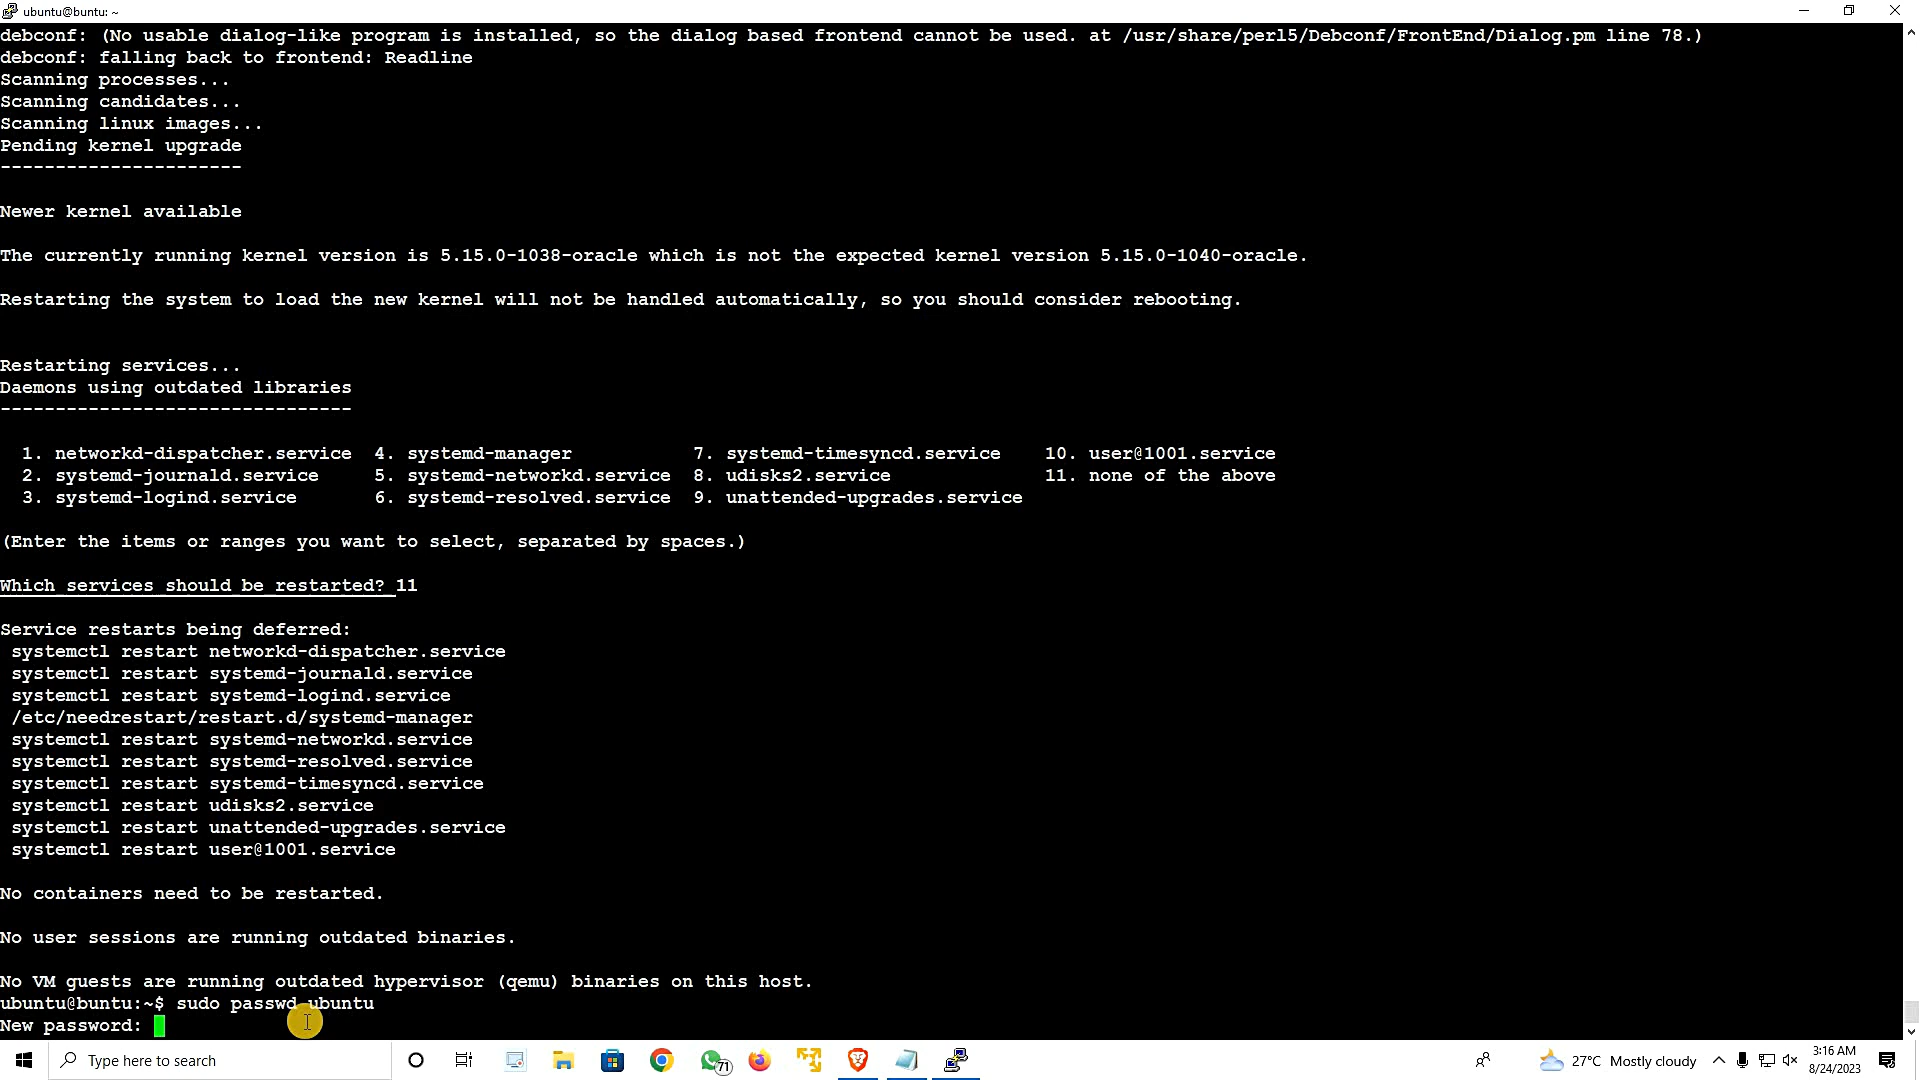 ubuntu@buntu: ~
debconf: (No usable dialog-like program is installed, so the dialog based frontend cannot be used. at /usr/share/perl5/Debconf/FrontEnd/Dialog.pm line 78.)
debconf: falling back to frontend: Readline
Scanning processes...
Scanning candidates...
Scanning linux images...
Pending kernel upgrade
----------------------
Newer kernel available
The currently running kernel version is 5.15.0-1038-oracle which is not the expected kernel version 5.15.0-1040-oracle.
Restarting the system to load the new kernel will not be handled automatically, so you should consider rebooting.
Restarting services...
Daemons using outdated libraries
--------------------------------
1. networkd-dispatcher.service  4. systemd-manager           7. systemd-timesyncd.service    10. user@1001.service
2. systemd-journald.service     5. systemd-networkd.service  8. udisks2.service              11. none of the above
3. systemd-logind.service       6. systemd-resolved.service  9. unattended-upgrades.service
(Enter the items or ranges you want to select, separated by spaces.)
Which services should be restarted? 11
Service restarts being deferred:
systemctl restart networkd-dispatcher.service
systemctl restart systemd-journald.service
systemctl restart systemd-logind.service
/etc/needrestart/restart.d/systemd-manager
systemctl restart systemd-networkd.service
systemctl restart systemd-resolved.service
systemctl restart systemd-timesyncd.service
systemctl restart udisks2.service
systemctl restart unattended-upgrades.service
systemctl restart user@1001.service
No containers need to be restarted.
No user sessions are running outdated binaries.
No VM guests are running outdated hypervisor (qemu) binaries on this host.
ubuntu@buntu:~$ sudo passwd ubuntu
New password:
Type here to search
71
27°C Mostly cloudy
3:16 AM
8/24/2023